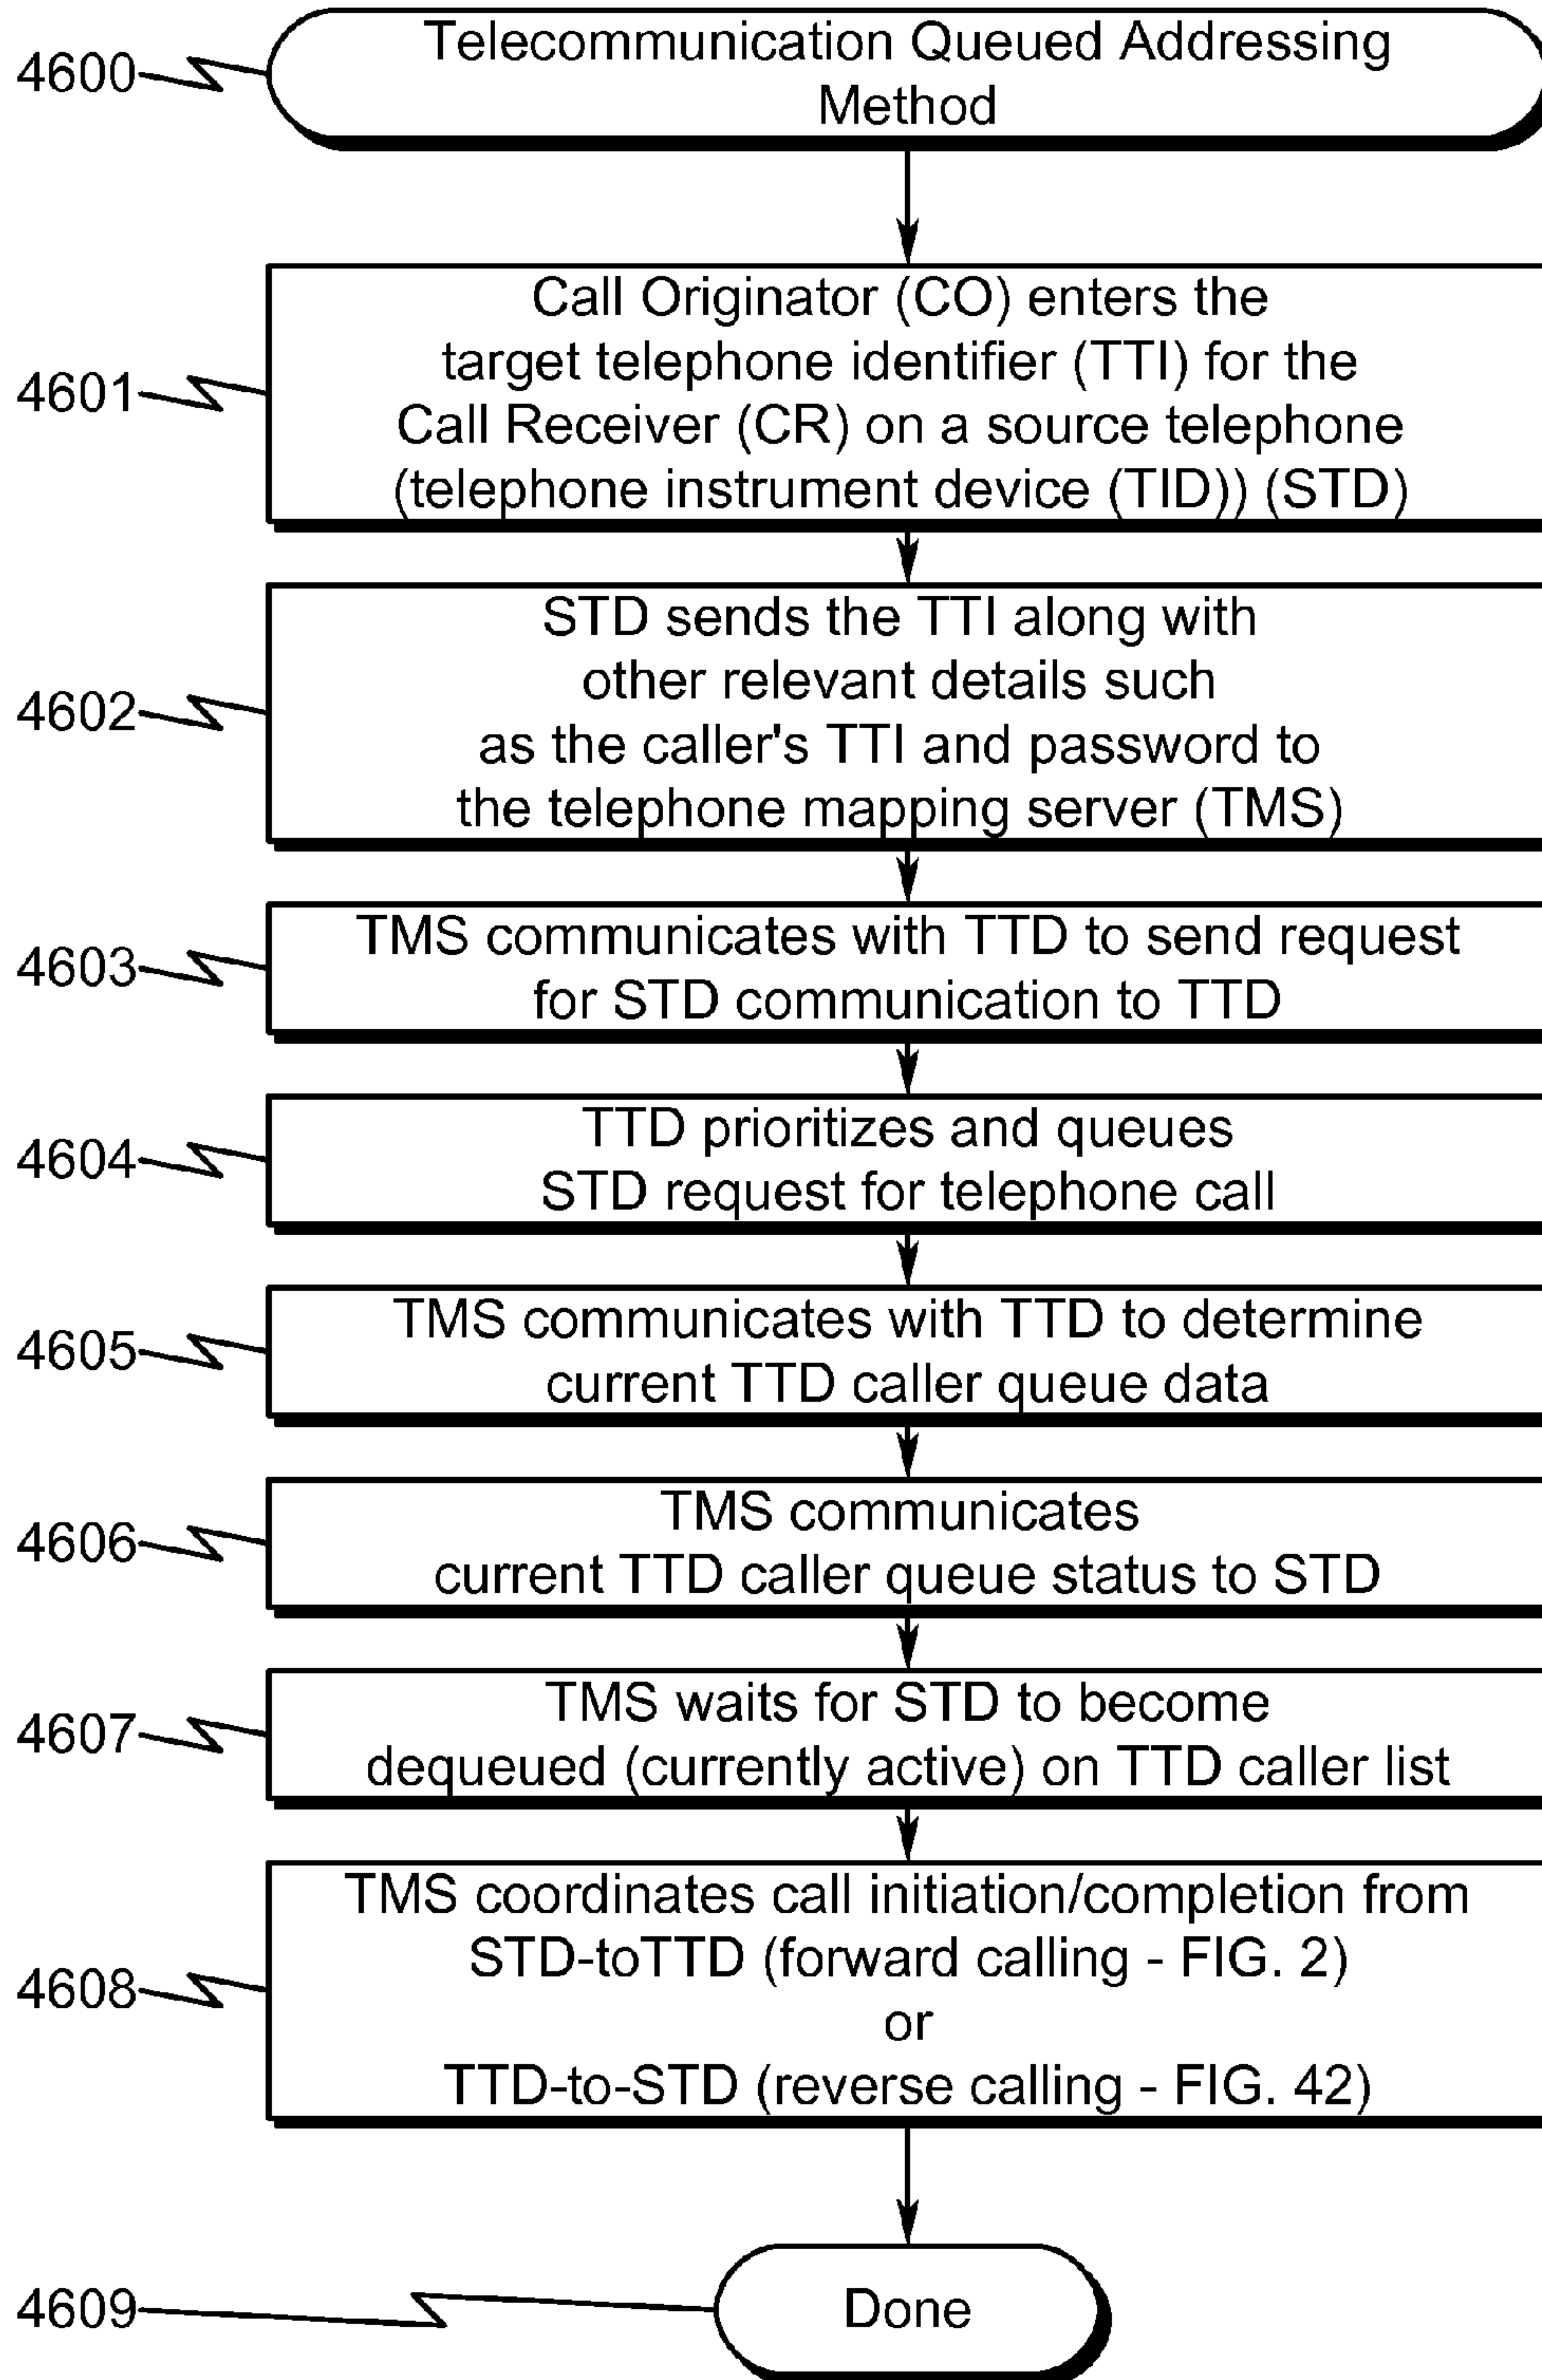 4600
Telecommunication Queued Addressing
Method
4601
Call Originator (CO) enters the
target telephone identifier (TTI) for the
Call Receiver (CR) on a source telephone
(telephone instrument device (TID)) (STD)
4602
STD sends the TTI along with
other relevant details such
as the caller's TTI and password to
the telephone mapping server (TMS)
4603
TMS communicates with TTD to send request
for STD communication to TTD
4604
TTD prioritizes and queues
STD request for telephone call
4605
TMS communicates with TTD to determine
current TTD caller queue data
4606
TMS communicates
current TTD caller queue status to STD
4607
TMS waits for STD to become
dequeued (currently active) on TTD caller list
4608
TMS coordinates call initiation/completion from
STD-toTTD (forward calling - FIG. 2)
or
TTD-to-STD (reverse calling - FIG. 42)
4609
Done